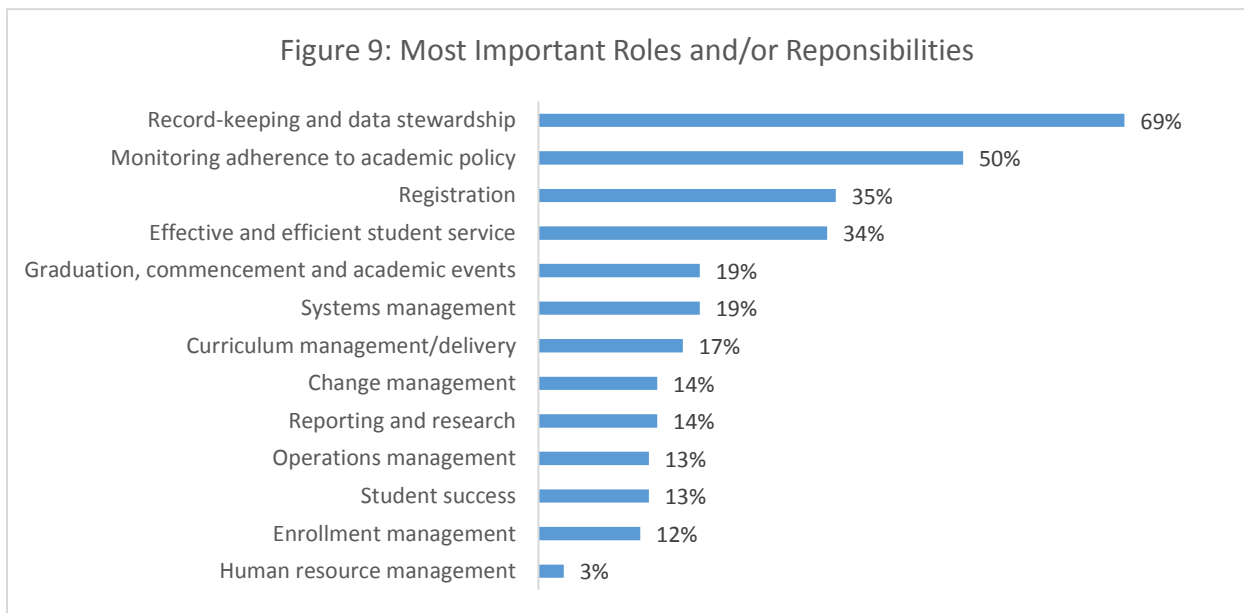 Figure 9: Most Important Roles and/or Reponsibilities
Record-keeping and data stewardship 69%
Monitoring adherence to academic policy 50%
Registration 35%
Effective and efficient student service 34%
Graduation, commencement and academic events 19%
Systems management 19%
Curriculum management/delivery 17%
Change management 14%
Reporting and research 14%
Operations management 13%
Student success 13%
Enrollment management 12%
Human resource management 3%